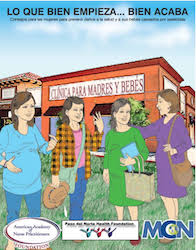 LO QUE BIEN EMPIEZA... BIEN ACABA
Consejos para las mujeres para prevenir daños a la salud y a sus bebés causados por pesticidas
CLÍNICA PARA MADRES Y BEBÉS
American Academy
of Nurse Practitioners
FOUNDATION
Paso del Norte Health Foundation
MCN